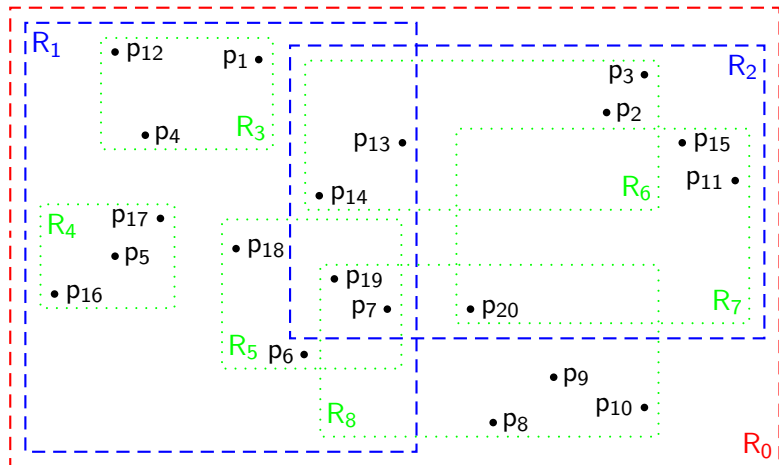 R₁
p₁₂
p₁
p₃
R₂
p₂
p₄
R₃
p₁₃
p₁₅
p₁₁
R₆
p₁₄
p₁₇
R₄
p₅
p₁₈
p₁₆
p₁₉
p₇
p₂₀
R₇
R₅
p₆
p₉
p₁₀
R₈
p₈
R₀